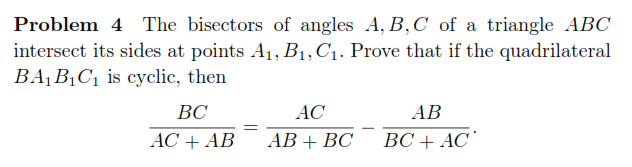 Problem 4 The bisectors of angles A, B, C of a triangle ABC
intersect its sides at points A₁, B₁, C₁. Prove that if the quadrilateral
BA₁B₁C₁ is cyclic, then
BC/(AC + AB) = AC/(AB + BC) − AB/(BC + AC).